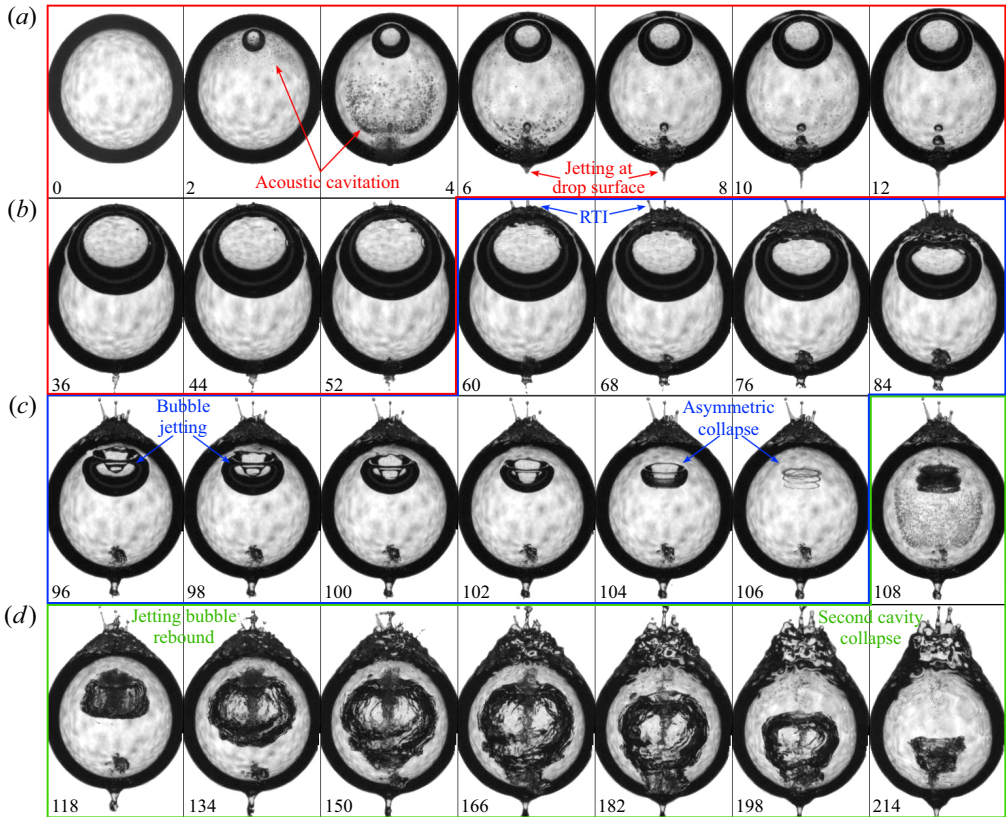 (a)
0
2
Acoustic cavitation
4
6
Jetting at
drop surface
8
10
12
(b)
RTI
36
44
52
60
68
76
84
(c)
Bubble
jetting
Asymmetric
collapse
96
98
100
102
104
106
108
(d)
Jetting bubble
rebound
Second cavity
collapse
118
134
150
166
182
198
214